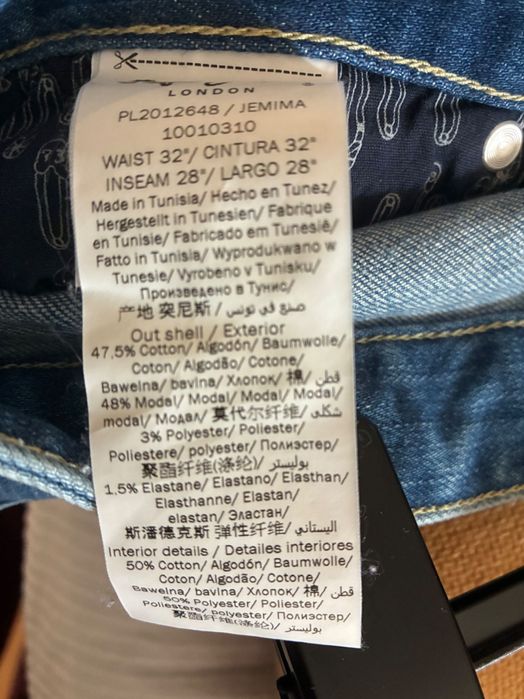 LONDON
PL2012648 / JEMIMA
10010310
WAIST 32"/ CINTURA 32"
INSEAM 28"/ LARGO 28"
Made in Tunisia/ Hecho en Tunez/
Hergestellt in Tunesien/ Fabrique
en Tunisie/ Fabricado em Tunesië/
Fatto in Tunisia/ Wyprodukwano w
Tunesie/ Vyrobeno v Tunisku/
Произведено в Тунис/
产地 突尼斯/ صنع في تونس/
Out shell / Exterior
47.5% Cotton/ Algodón/ Baumwolle/
Coton/ Algodão/ Cotone/
Bawelna/ bavlna/ Хлопок/ 棉/ قطن/
48% Modal/ Modal/ Modal/ Modal/
modal/ Модал/ 莫代尔纤维/ شكلي/
3% Polyester/ Poliester/
Poliestere/ polyester/ Полиэстер/
聚酯纤维(涤纶)/ بوليستر/
1.5% Elastane/ Elastano/ Elasthan/
Elasthanne/ Elastan/
elastan/ Эластан/
斯潘德克斯 弹性纤维/ اليستاني/
Interior details / Detailes interiores
50% Cotton/ Algodón/ Baumwolle/
Coton/ Algodão/ Cotone/
Bawelna/ bavlna/ Хлопок/ 棉/ قطن/
50% Polyester/ Poliester/
Poliestere/ polyester/ Полиэстер/
聚酯纤维(涤纶)/ بوليستر/